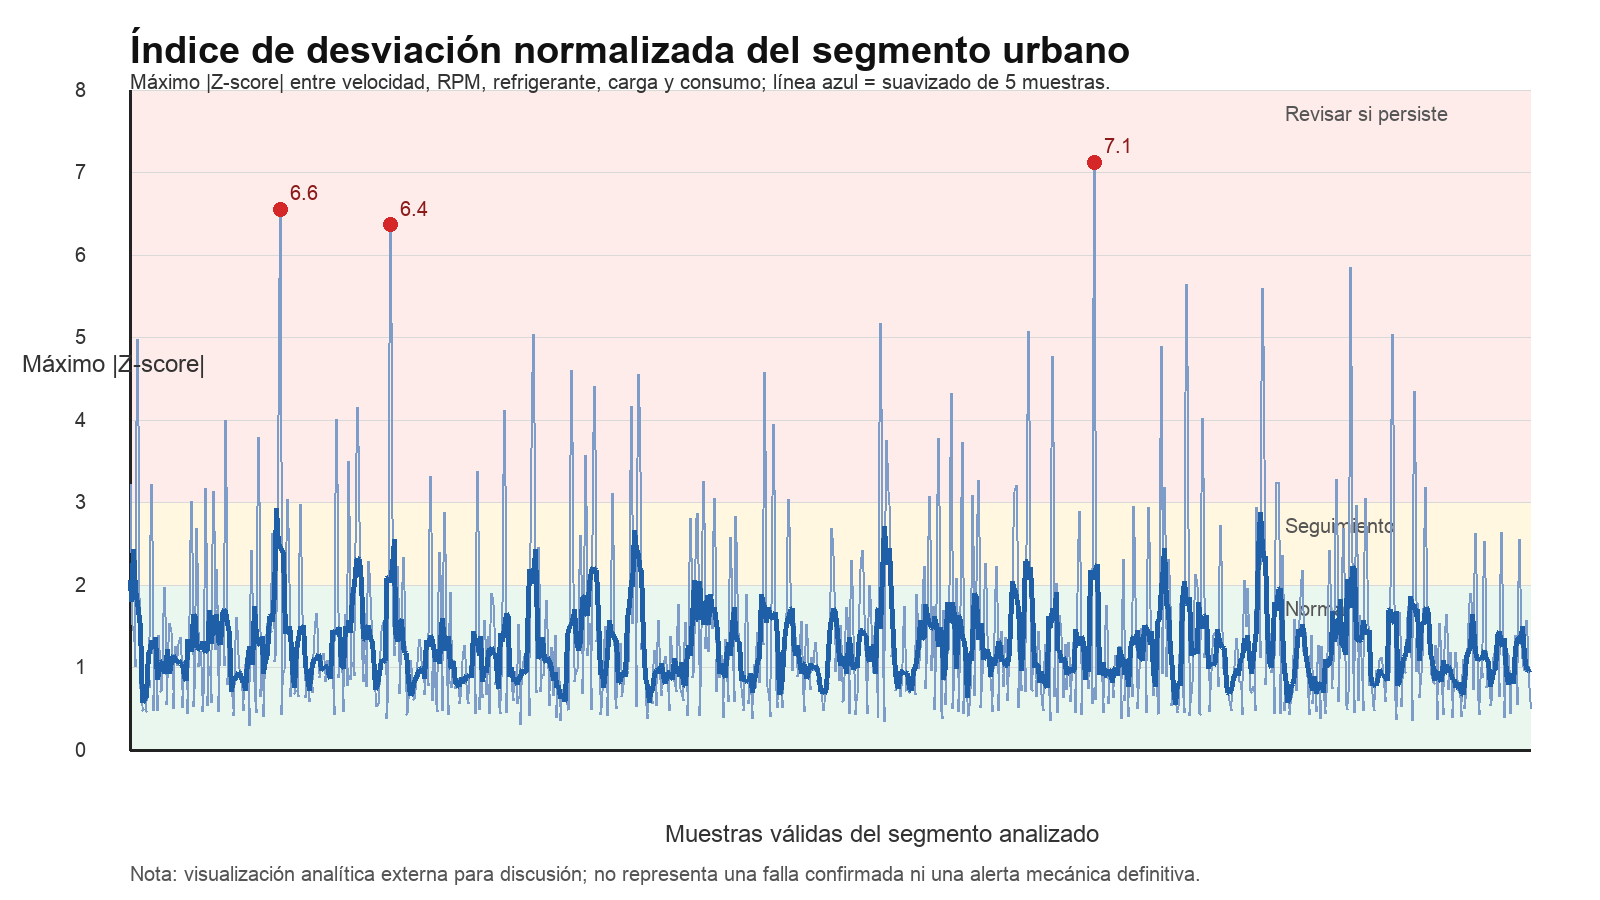 Índice de desviación normalizada del segmento urbano
Máximo |Z-score| entre velocidad, RPM, refrigerante, carga y consumo; línea azul = suavizado de 5 muestras.
8
Revisar si persiste
7.1
7
6.6
6.4
6
5
Máximo |Z-score|
4
3
Seguimiento
2
Normal
1
0
Muestras válidas del segmento analizado
Nota: visualización analítica externa para discusión; no representa una falla confirmada ni una alerta mecánica definitiva.